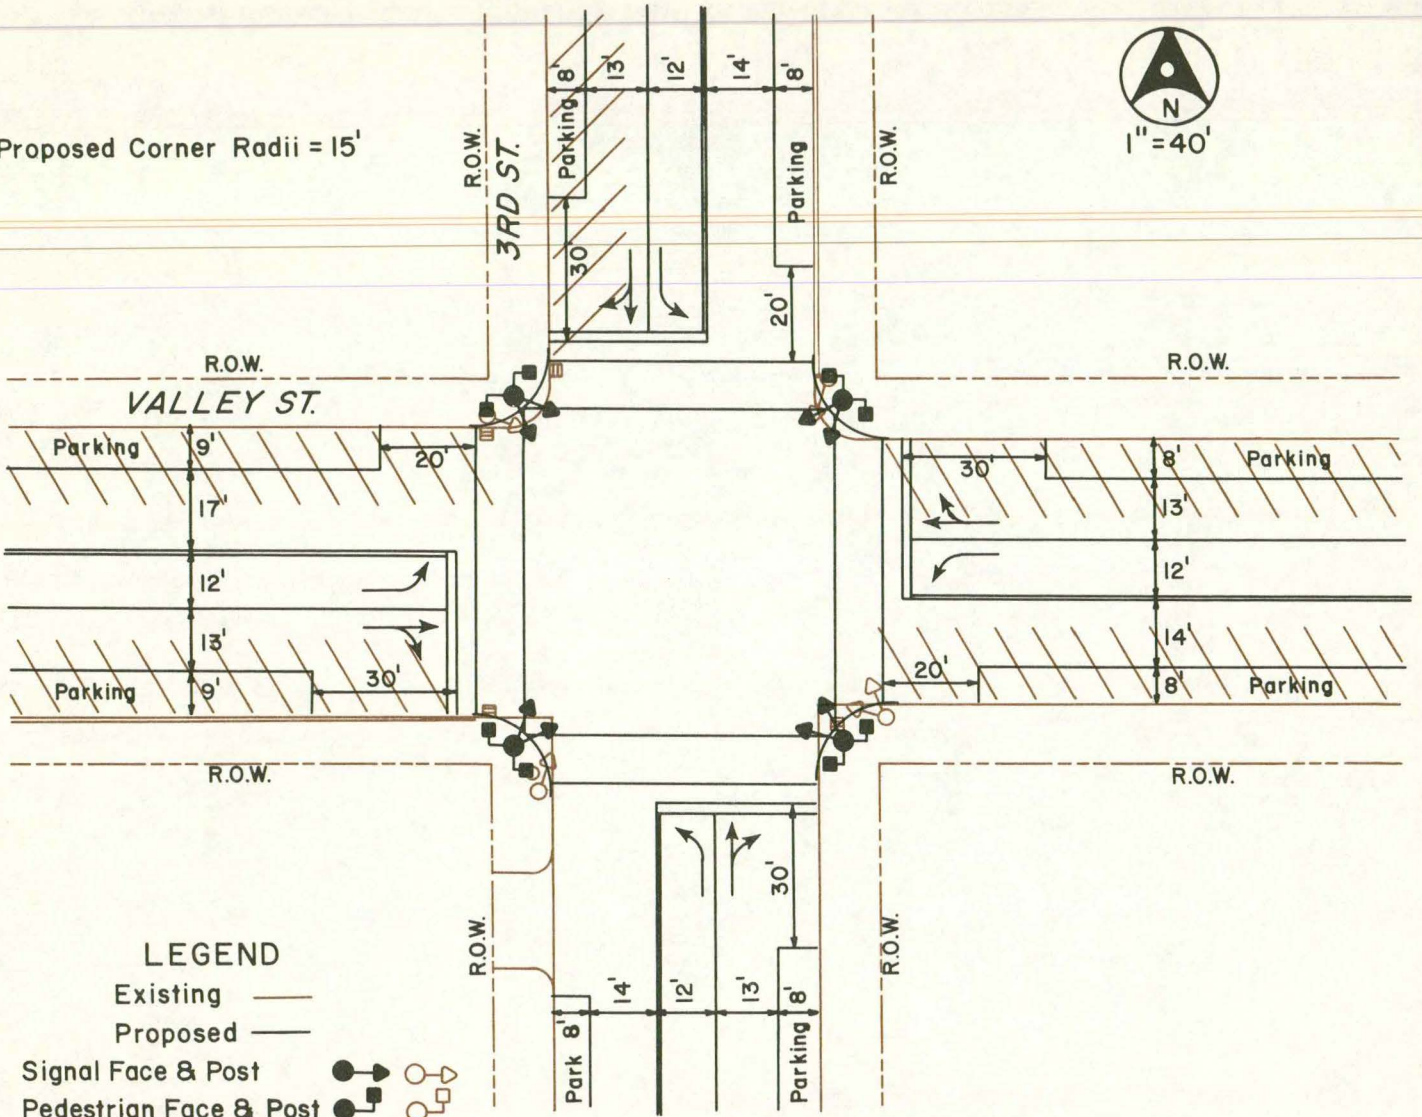 8'
13'
12'
14'
8'
Parking
Parking
N
1"=40'
Proposed Corner Radii = 15'
R.O.W.
3RD ST.
R.O.W.
30'
20'
R.O.W.
R.O.W.
VALLEY ST.
Parking
9'
20'
30'
8'
Parking
17'
13'
12'
12'
13'
14'
Parking
9'
30'
20'
8'
Parking
R.O.W.
R.O.W.
30'
R.O.W.
R.O.W.
LEGEND
Existing
Proposed
Signal Face & Post
Pedestrian Face & Post
Park 8'
14'
12'
13'
8'
Parking